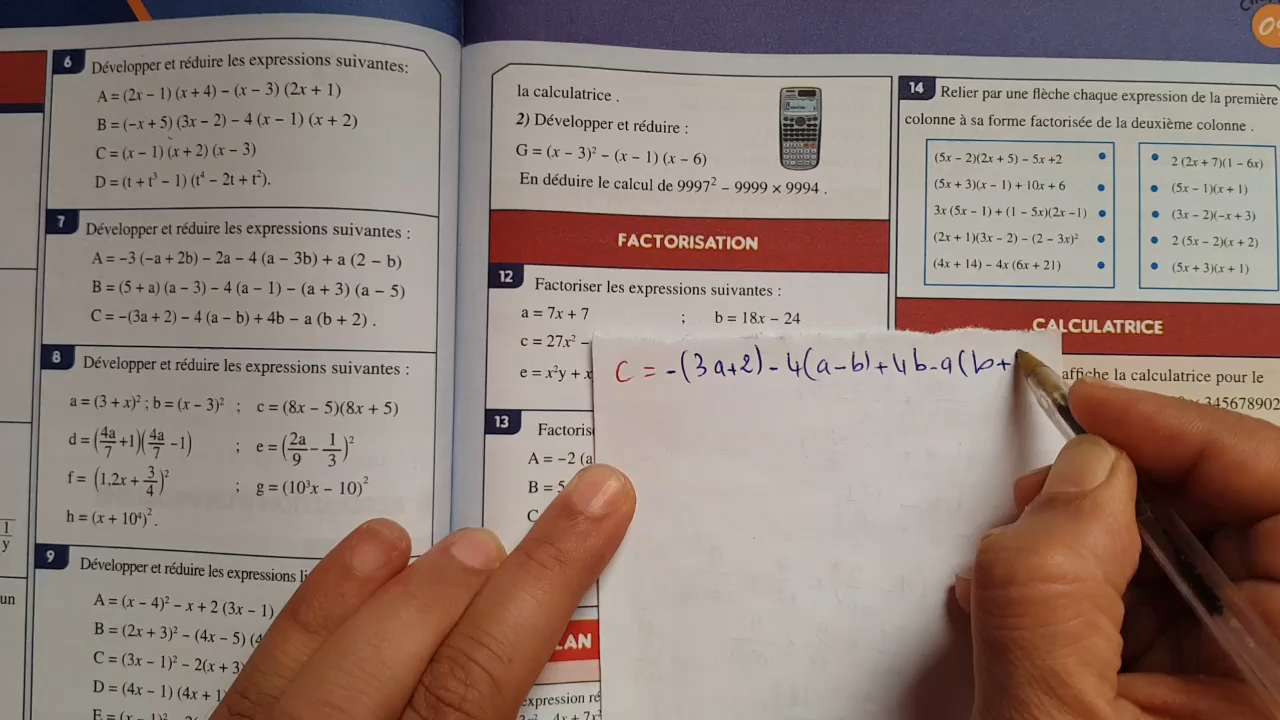 6 Développer et réduire les expressions suivantes:
A = (2x – 1) (x + 4) – (x – 3) (2x + 1)
B = (–x + 5) (3x – 2) – 4 (x – 1) (x + 2)
C = (x – 1) (x + 2) (x – 3)
D = (t + t³ – 1) (t⁴ – 2t + t²).
7 Développer et réduire les expressions suivantes :
A = –3 (–a + 2b) – 2a – 4 (a – 3b) + a (2 – b)
B = (5 + a) (a – 3) – 4 (a – 1) – (a + 3) (a – 5)
C = –(3a + 2) – 4 (a – b) + 4b – a (b + 2) .
8 Développer et réduire les expressions suivantes :
a = (3 + x)² ; b = (x – 3)² ; c = (8x – 5)(8x + 5)
d = (4a/7 + 1)(4a/7 – 1) ; e = (2a/9 – 1/3)²
f = (1,2x + 3/4)² ; g = (10³x – 10)²
h = (x + 10⁴)².
1/y
un
9 Développer et réduire les expressions
A = (x – 4)² – x + 2 (3x – 1)
B = (2x + 3)² – (4x – 5)
C = (3x – 1)² – 2(x + 3)
D = (4x – 1) (4x + 1
la calculatrice .
2) Développer et réduire :
G = (x – 3)² – (x – 1) (x – 6)
En déduire le calcul de 9997² – 9999 × 9994 .
FACTORISATION
12 Factoriser les expressions suivantes :
a = 7x + 7 ; b = 18x – 24
c = 27x² –
e = x²y + x
13 Factoris
A = –2 (a
B = 5
C
LAN
expression ré
C = -(3a+2) - 4(a-b) + 4b - a(b+
14 Relier par une flèche chaque expression de la première
colonne à sa forme factorisée de la deuxième colonne .
(5x – 2)(2x + 5) – 5x +2
(5x + 3)(x – 1) + 10x + 6
3x (5x – 1) + (1 – 5x)(2x –1)
(2x + 1)(3x – 2) – (2 – 3x)²
(4x + 14) – 4x (6x + 21)
2 (2x + 7)(1 – 6x)
(5x – 1)(x + 1)
(3x – 2)(–x + 3)
2 (5x – 2)(x + 2)
(5x + 3)(x + 1)
CALCULATRICE
affiche la calculatrice pour le
345678902